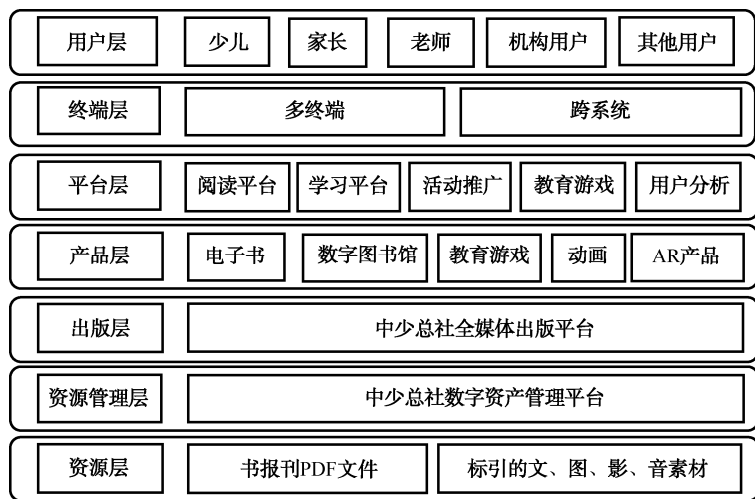 用户层 少儿 家长 老师 机构用户 其他用户
终端层 多终端 跨系统
平台层 阅读平台 学习平台 活动推广 教育游戏 用户分析
产品层 电子书 数字图书馆 教育游戏 动画 AR产品
出版层 中少总社全媒体出版平台
资源管理层 中少总社数字资产管理平台
资源层 书报刊PDF文件 标引的文、图、影、音素材